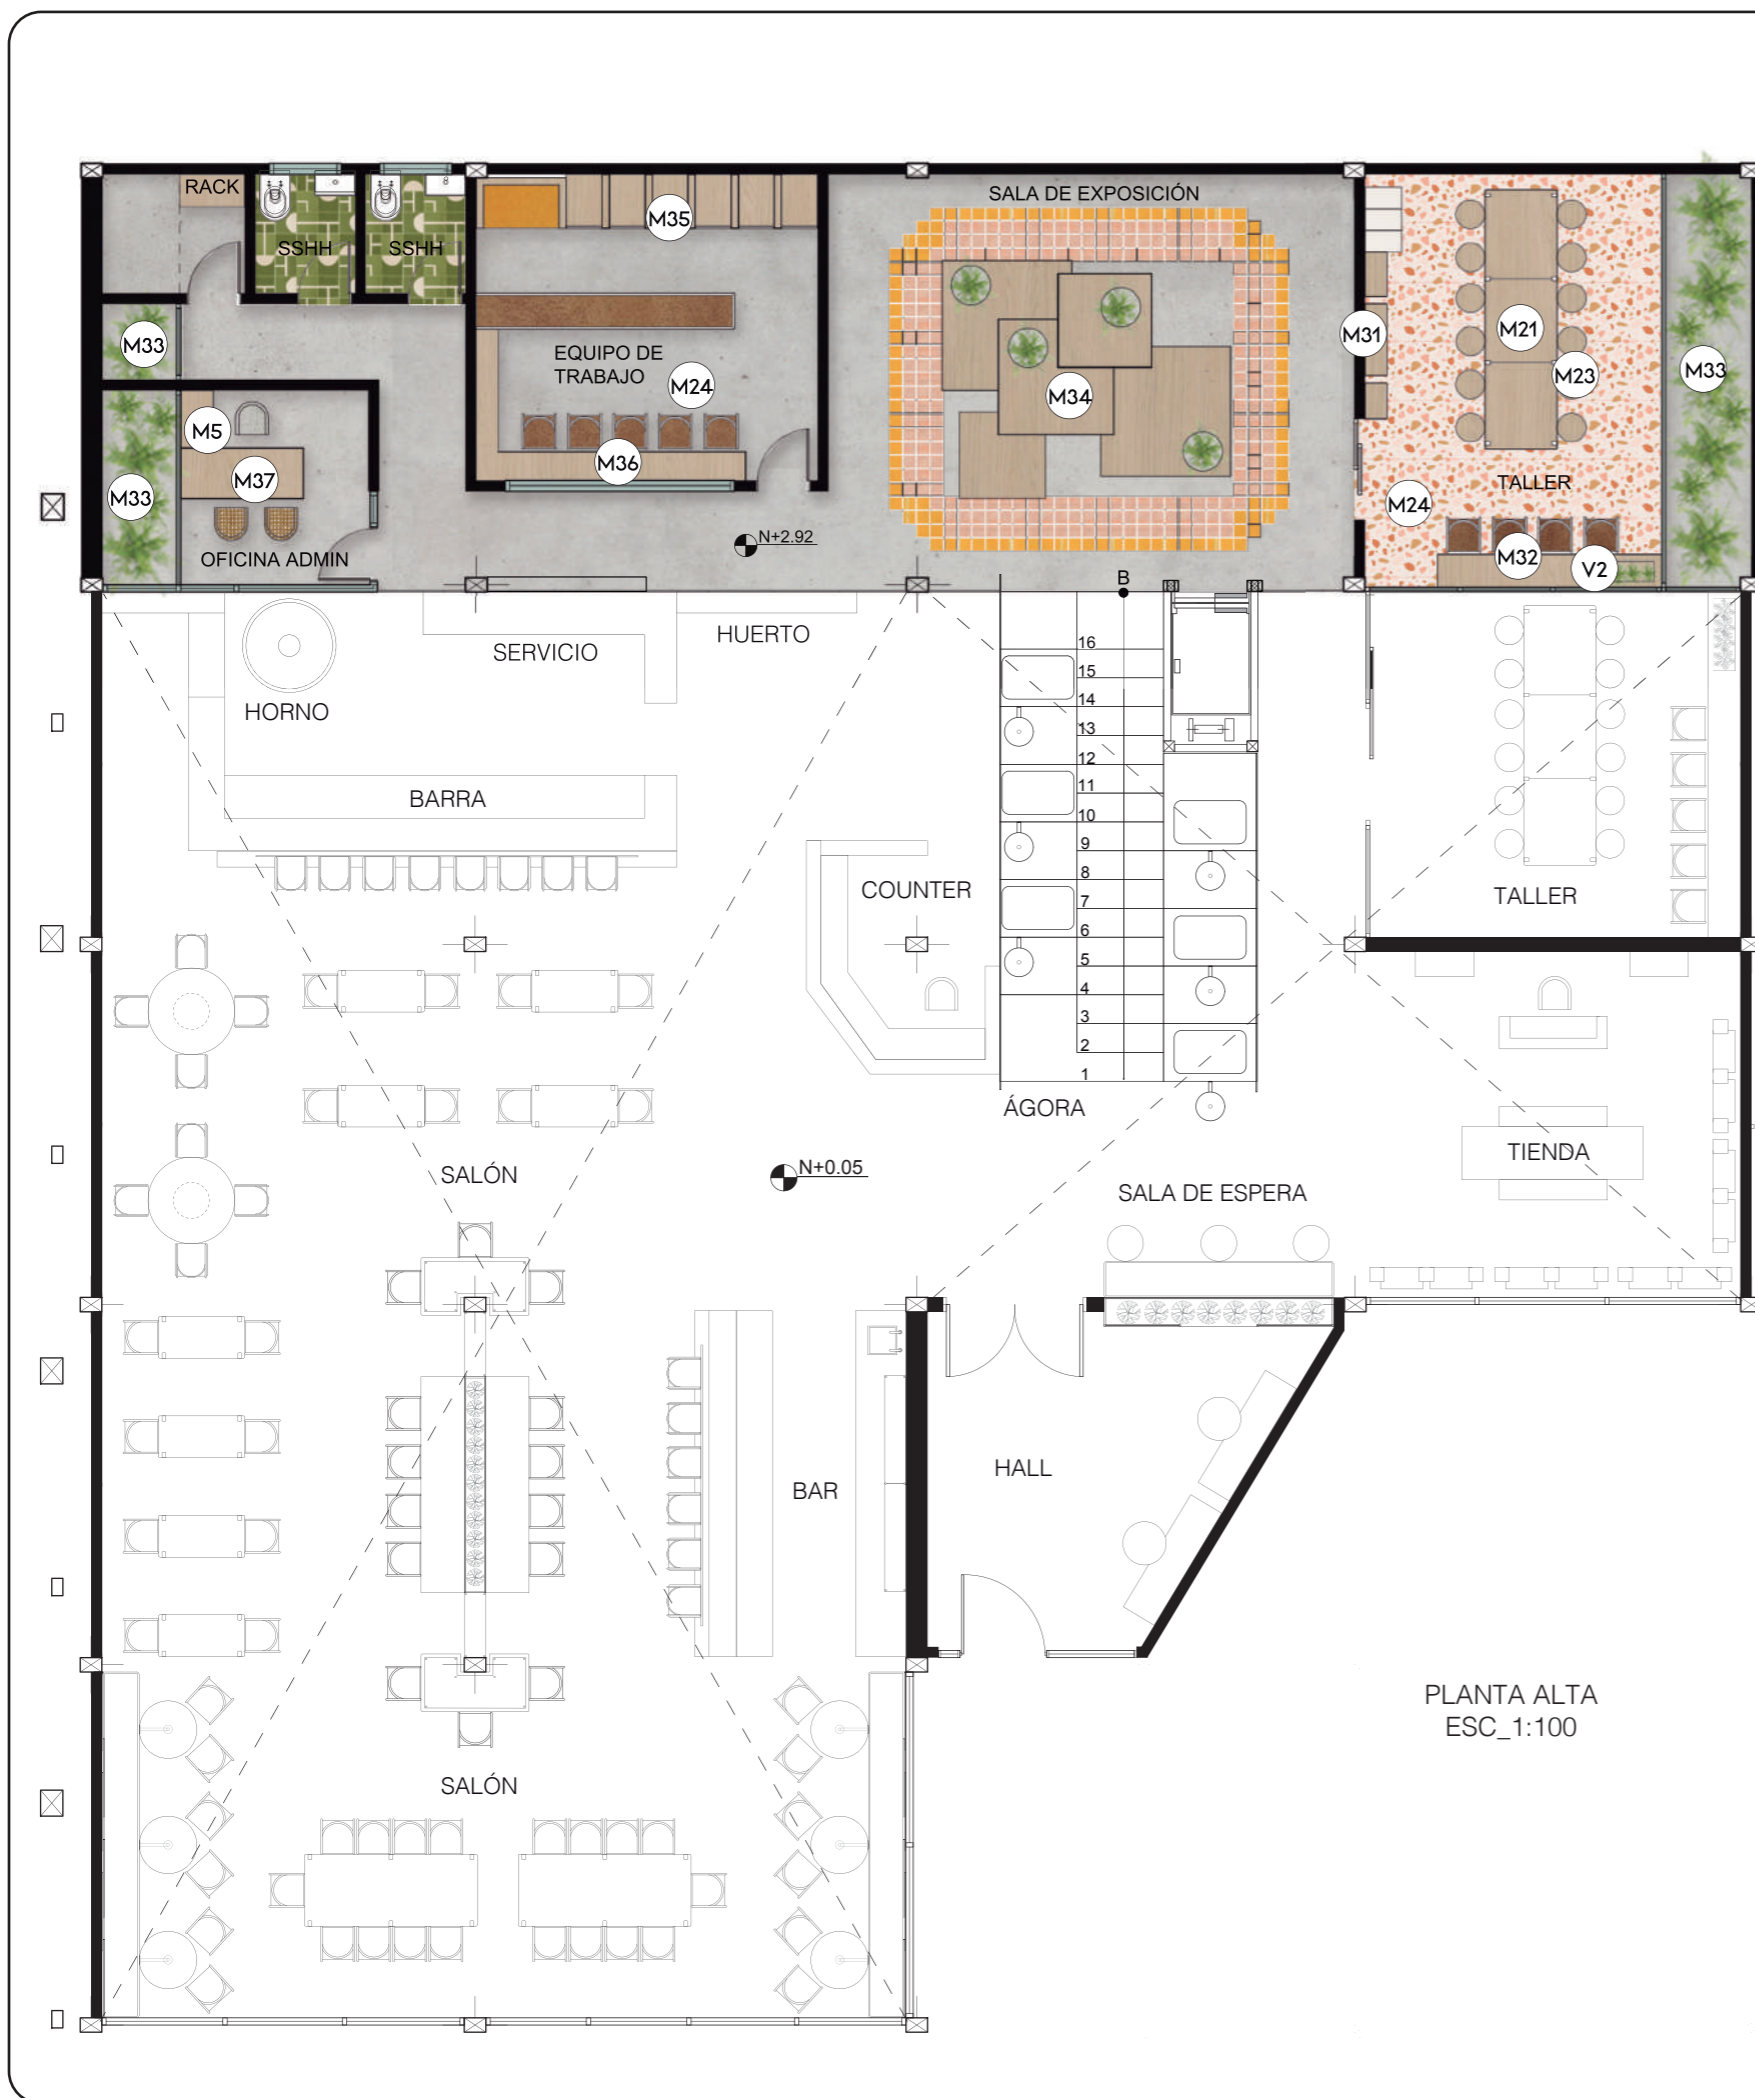 RACK
SSHH
SSHH
M35
SALA DE EXPOSICIÓN
M33
EQUIPO DE
TRABAJO
M24
M34
M31
M21
M23
M33
M5
M37
M33
M36
M24
TALLER
OFICINA ADMIN
N+2.92
M32
V2
B
HUERTO
SERVICIO
HORNO
BARRA
16
15
14
13
12
11
10
9
8
7
6
5
4
3
2
1
COUNTER
TALLER
ÁGORA
SALÓN
N+0.05
SALA DE ESPERA
TIENDA
HALL
BAR
PLANTA ALTA
ESC_1:100
SALÓN